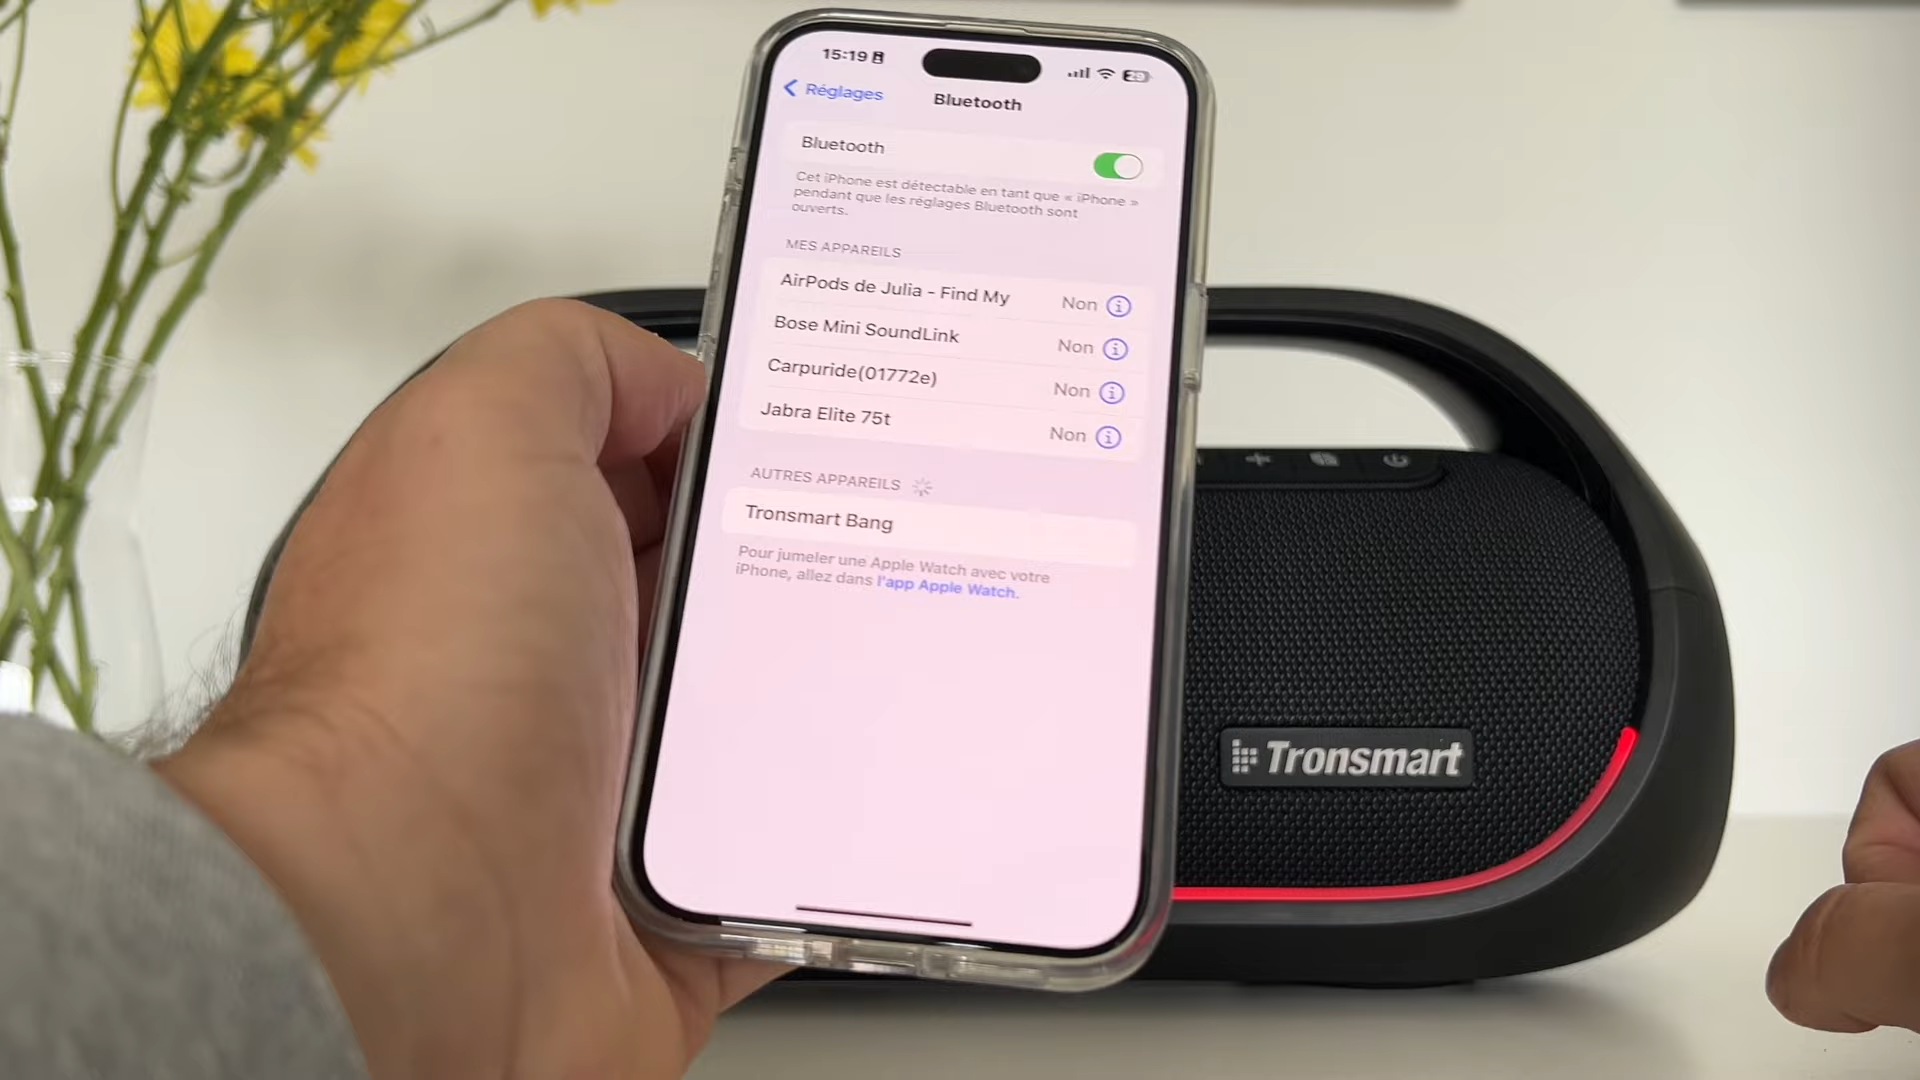 15:19
29
Réglages
Bluetooth
Bluetooth
Cet iPhone est détectable en tant que « iPhone »
pendant que les réglages Bluetooth sont
ouverts.
MES APPAREILS
AirPods de Julia - Find My Non
Bose Mini SoundLink Non
Carpuride(01772e) Non
Jabra Elite 75t Non
AUTRES APPAREILS
Tronsmart Bang
Pour jumeler une Apple Watch avec votre
iPhone, allez dans l'app Apple Watch.
Tronsmart